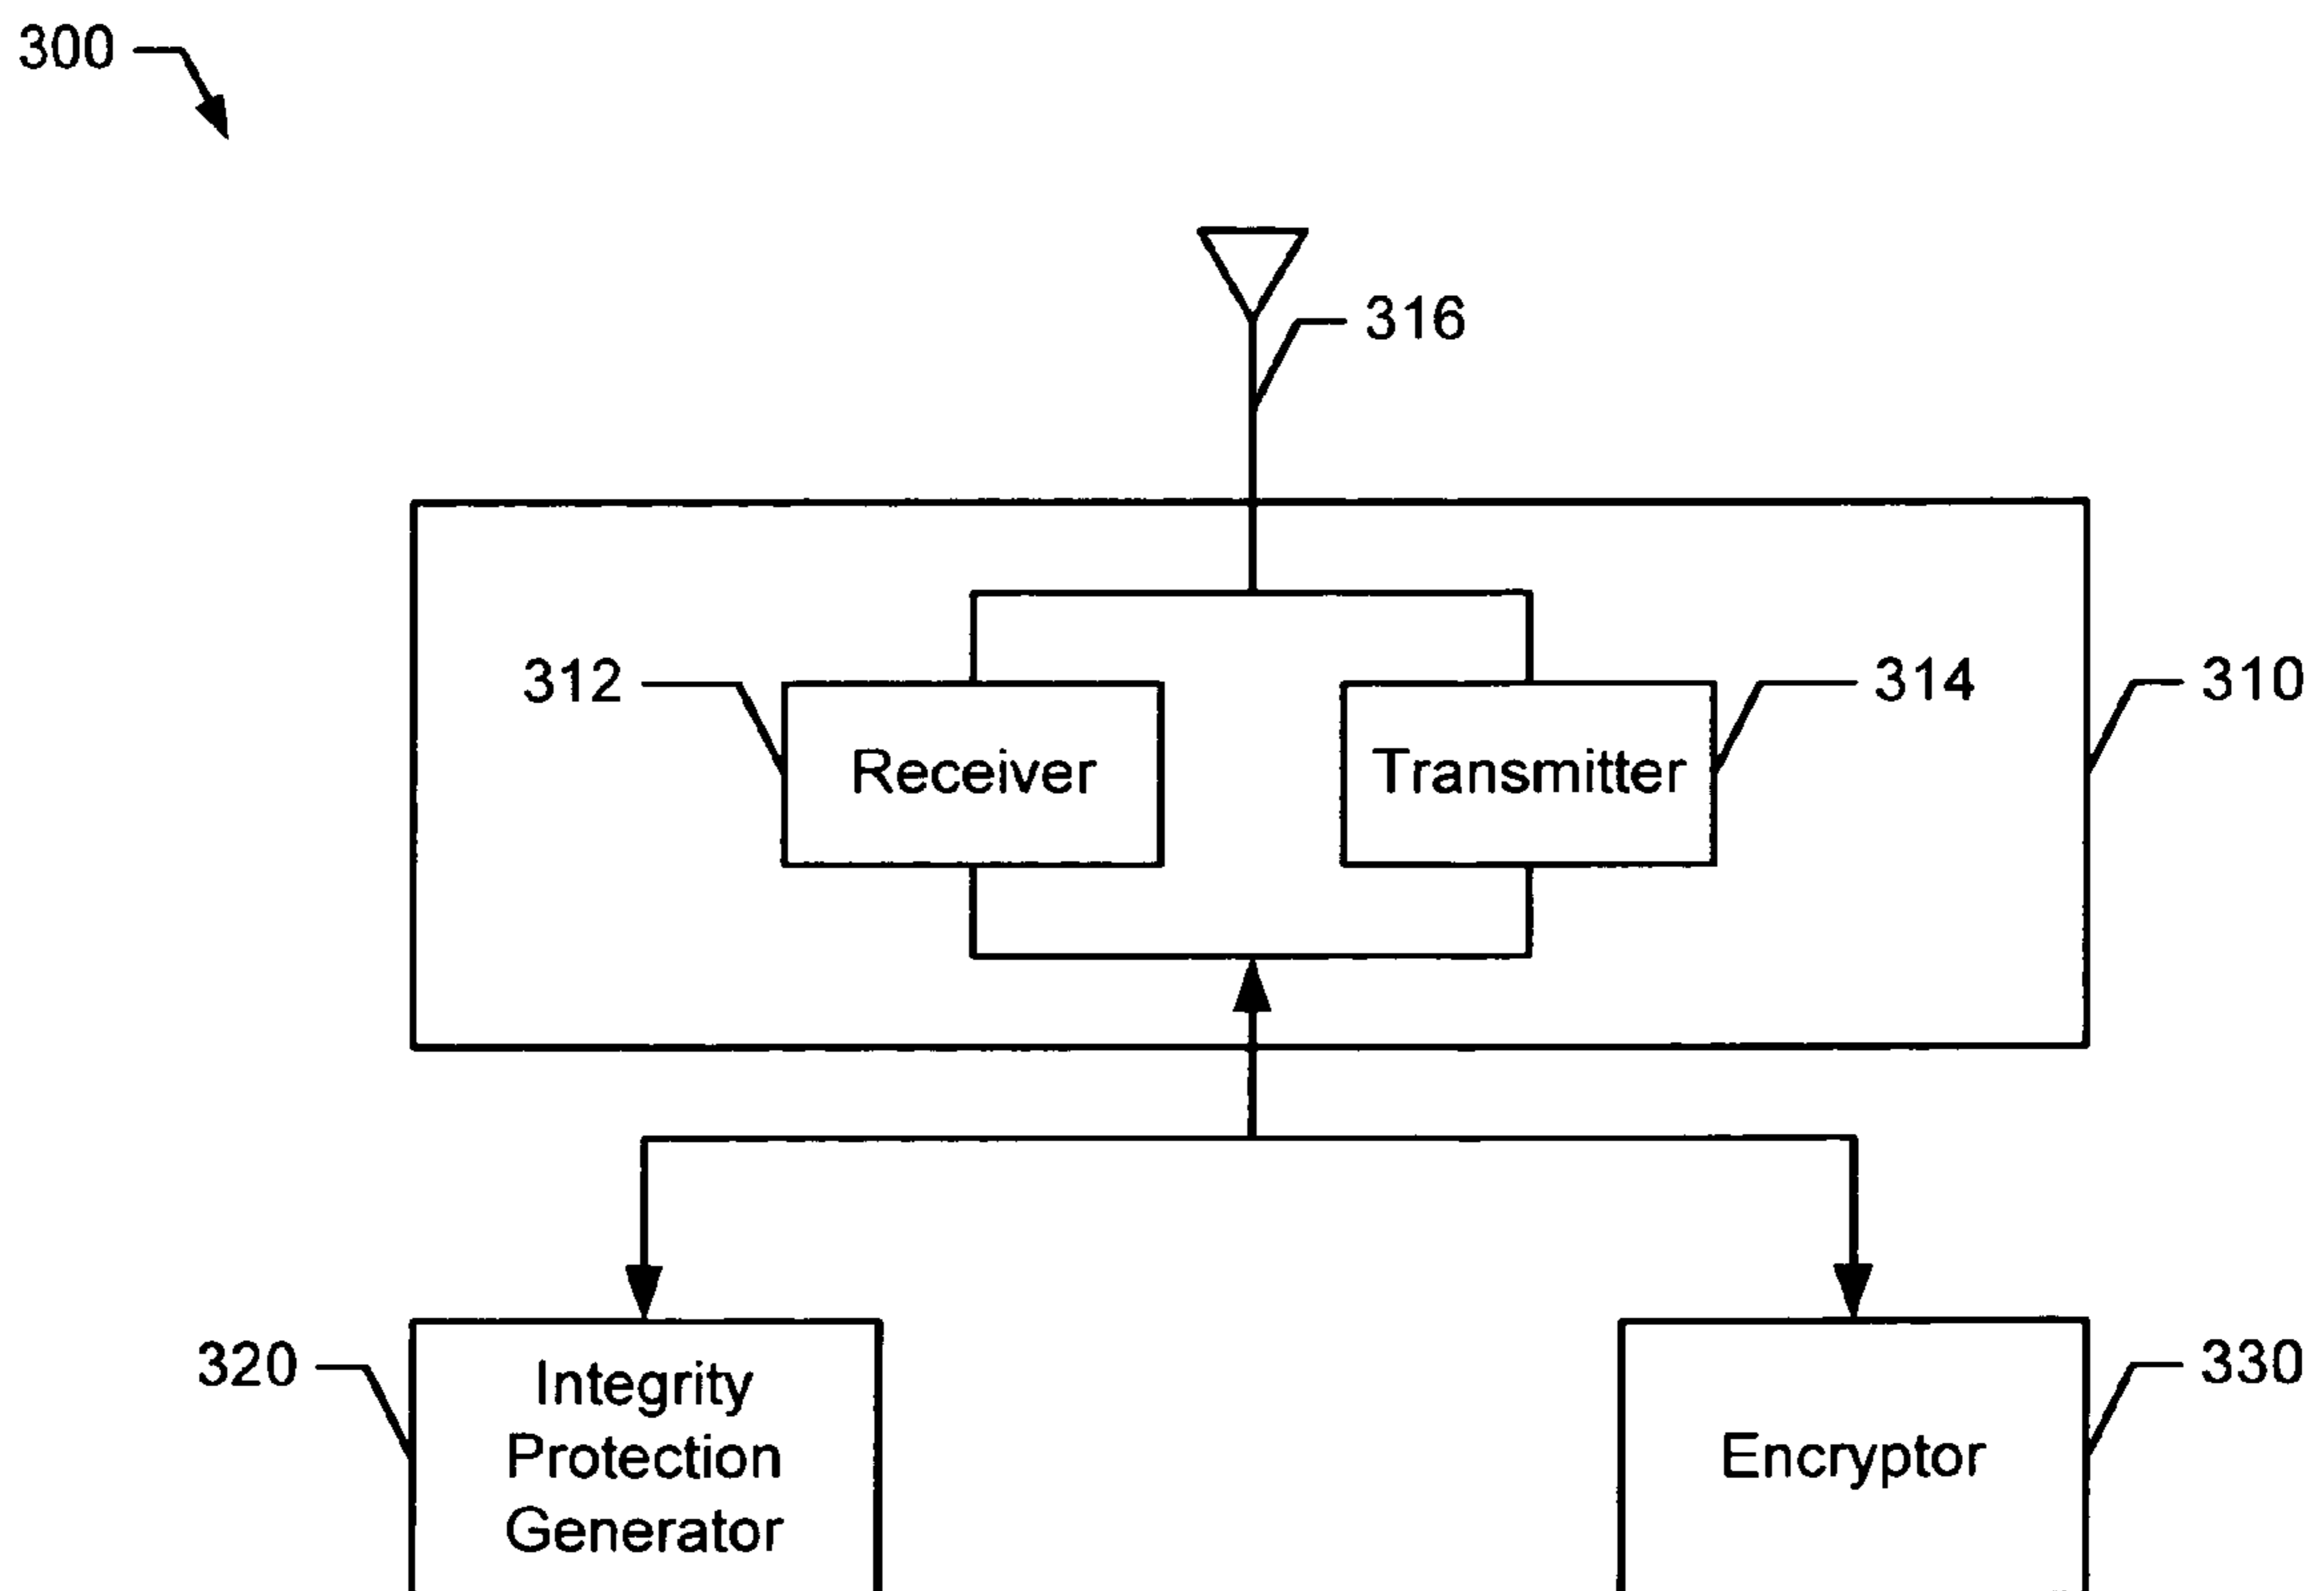 300
316
312
314
310
Receiver
Transmitter
320
330
Integrity
Protection
Generator
Encryptor